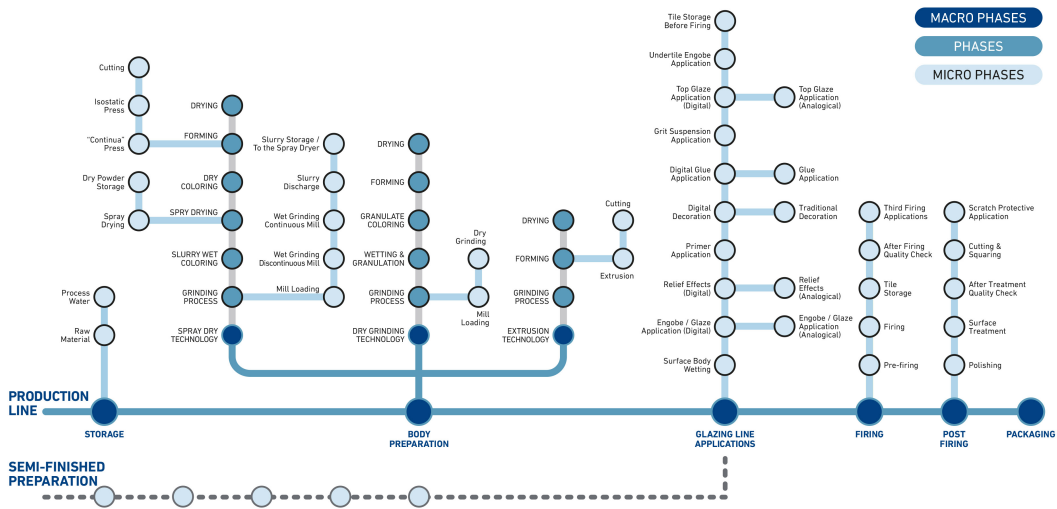 MACRO PHASES
PHASES
MICRO PHASES
Cutting
Isostatic
Press
"Continua"
Press
Dry Powder
Storage
Spray
Drying
Process
Water
Raw
Material
DRYING
FORMING
DRY
COLORING
SPRY DRYING
SLURRY WET
COLORING
GRINDING
PROCESS
SPRAY DRY
TECHNOLOGY
Slurry Storage /
To the Spray Dryer
Slurry
Discharge
Wet Grinding
Continuous Mill
Wet Grinding
Discontinuous Mill
Mill Loading
DRYING
FORMING
GRANULATE
COLORING
WETTING &
GRANULATION
GRINDING
PROCESS
DRY GRINDING
TECHNOLOGY
Dry
Grinding
Mill
Loading
DRYING
FORMING
GRINDING
PROCESS
EXTRUSION
TECHNOLOGY
Cutting
Extrusion
Tile Storage
Before Firing
Undertile Engobe
Application
Top Glaze
Application
(Digital)
Top Glaze
Application
(Analogical)
Grit Suspension
Application
Digital Glue
Application
Glue
Application
Digital
Decoration
Traditional
Decoration
Primer
Application
Relief Effects
(Digital)
Relief
Effects
(Analogical)
Engobe / Glaze
Application (Digital)
Engobe / Glaze
Application
(Analogical)
Surface Body
Wetting
Third Firing
Applications
After Firing
Quality Check
Tile
Storage
Firing
Pre-firing
Scratch Protective
Application
Cutting &
Squaring
After Treatment
Quality Check
Surface
Treatment
Polishing
PRODUCTION
LINE
STORAGE
BODY
PREPARATION
GLAZING LINE
APPLICATIONS
FIRING
POST
FIRING
PACKAGING
SEMI-FINISHED
PREPARATION